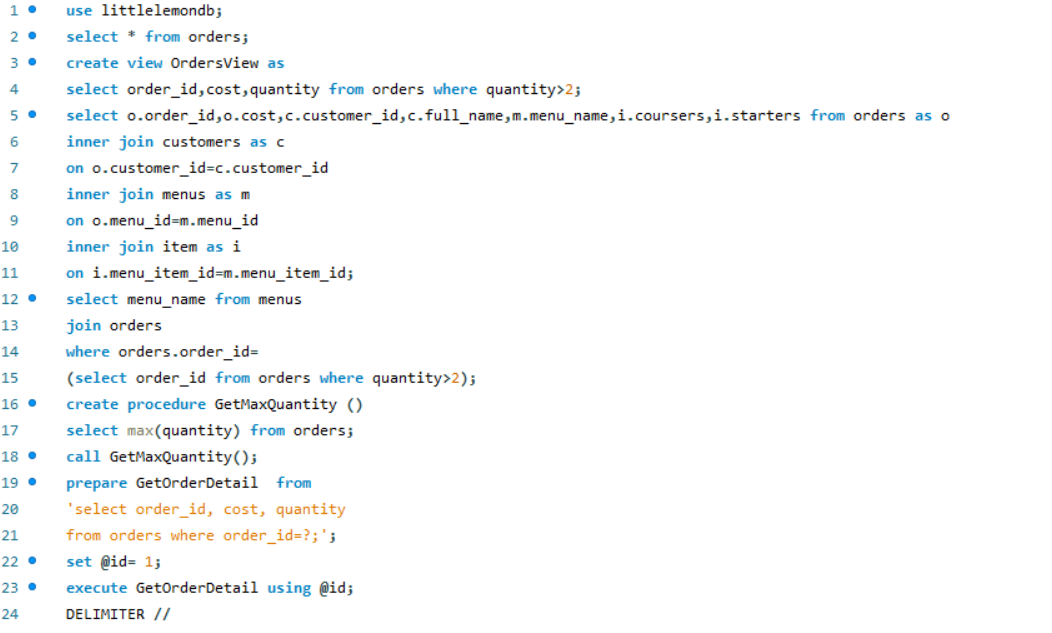 1 use littlelemondb;
2 select * from orders;
3 create view OrdersView as
4 select order_id,cost,quantity from orders where quantity>2;
5 select o.order_id,o.cost,c.customer_id,c.full_name,m.menu_name,i.coursers,i.starters from orders as o
6 inner join customers as c
7 on o.customer_id=c.customer_id
8 inner join menus as m
9 on o.menu_id=m.menu_id
10 inner join item as i
11 on i.menu_item_id=m.menu_item_id;
12 select menu_name from menus
13 join orders
14 where orders.order_id=
15 (select order_id from orders where quantity>2);
16 create procedure GetMaxQuantity ()
17 select max(quantity) from orders;
18 call GetMaxQuantity();
19 prepare GetOrderDetail  from
20 'select order_id, cost, quantity
21 from orders where order_id=?;';
22 set @id= 1;
23 execute GetOrderDetail using @id;
24 DELIMITER //